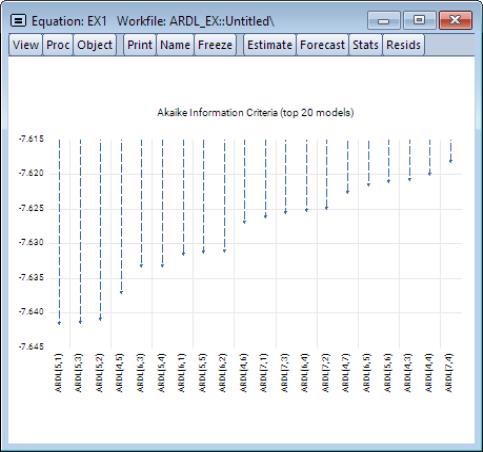 Equation: EX1 Workfile: ARDL_EX::Untitled\
View Proc Object Print Name Freeze Estimate Forecast Stats Resids
Akaike Information Criteria (top 20 models)
-7.615
-7.620
-7.625
-7.630
-7.635
-7.640
-7.645
ARDL(5,1)
ARDL(5,3)
ARDL(5,2)
ARDL(4,5)
ARDL(6,3)
ARDL(5,4)
ARDL(6,1)
ARDL(5,5)
ARDL(6,2)
ARDL(4,6)
ARDL(7,1)
ARDL(7,3)
ARDL(6,4)
ARDL(7,2)
ARDL(4,7)
ARDL(6,5)
ARDL(5,6)
ARDL(4,3)
ARDL(4,4)
ARDL(7,4)